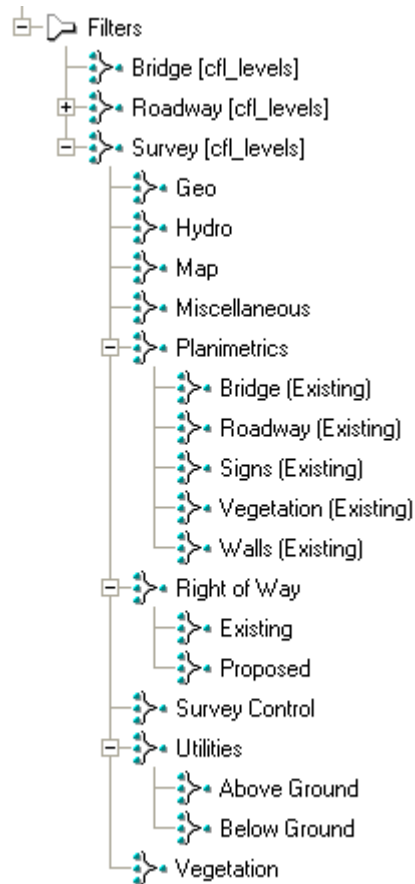 Filters
Bridge [cfl_levels]
Roadway [cfl_levels]
Survey [cfl_levels]
Geo
Hydro
Map
Miscellaneous
Planimetrics
Bridge (Existing)
Roadway (Existing)
Signs (Existing)
Vegetation (Existing)
Walls (Existing)
Right of Way
Existing
Proposed
Survey Control
Utilities
Above Ground
Below Ground
Vegetation